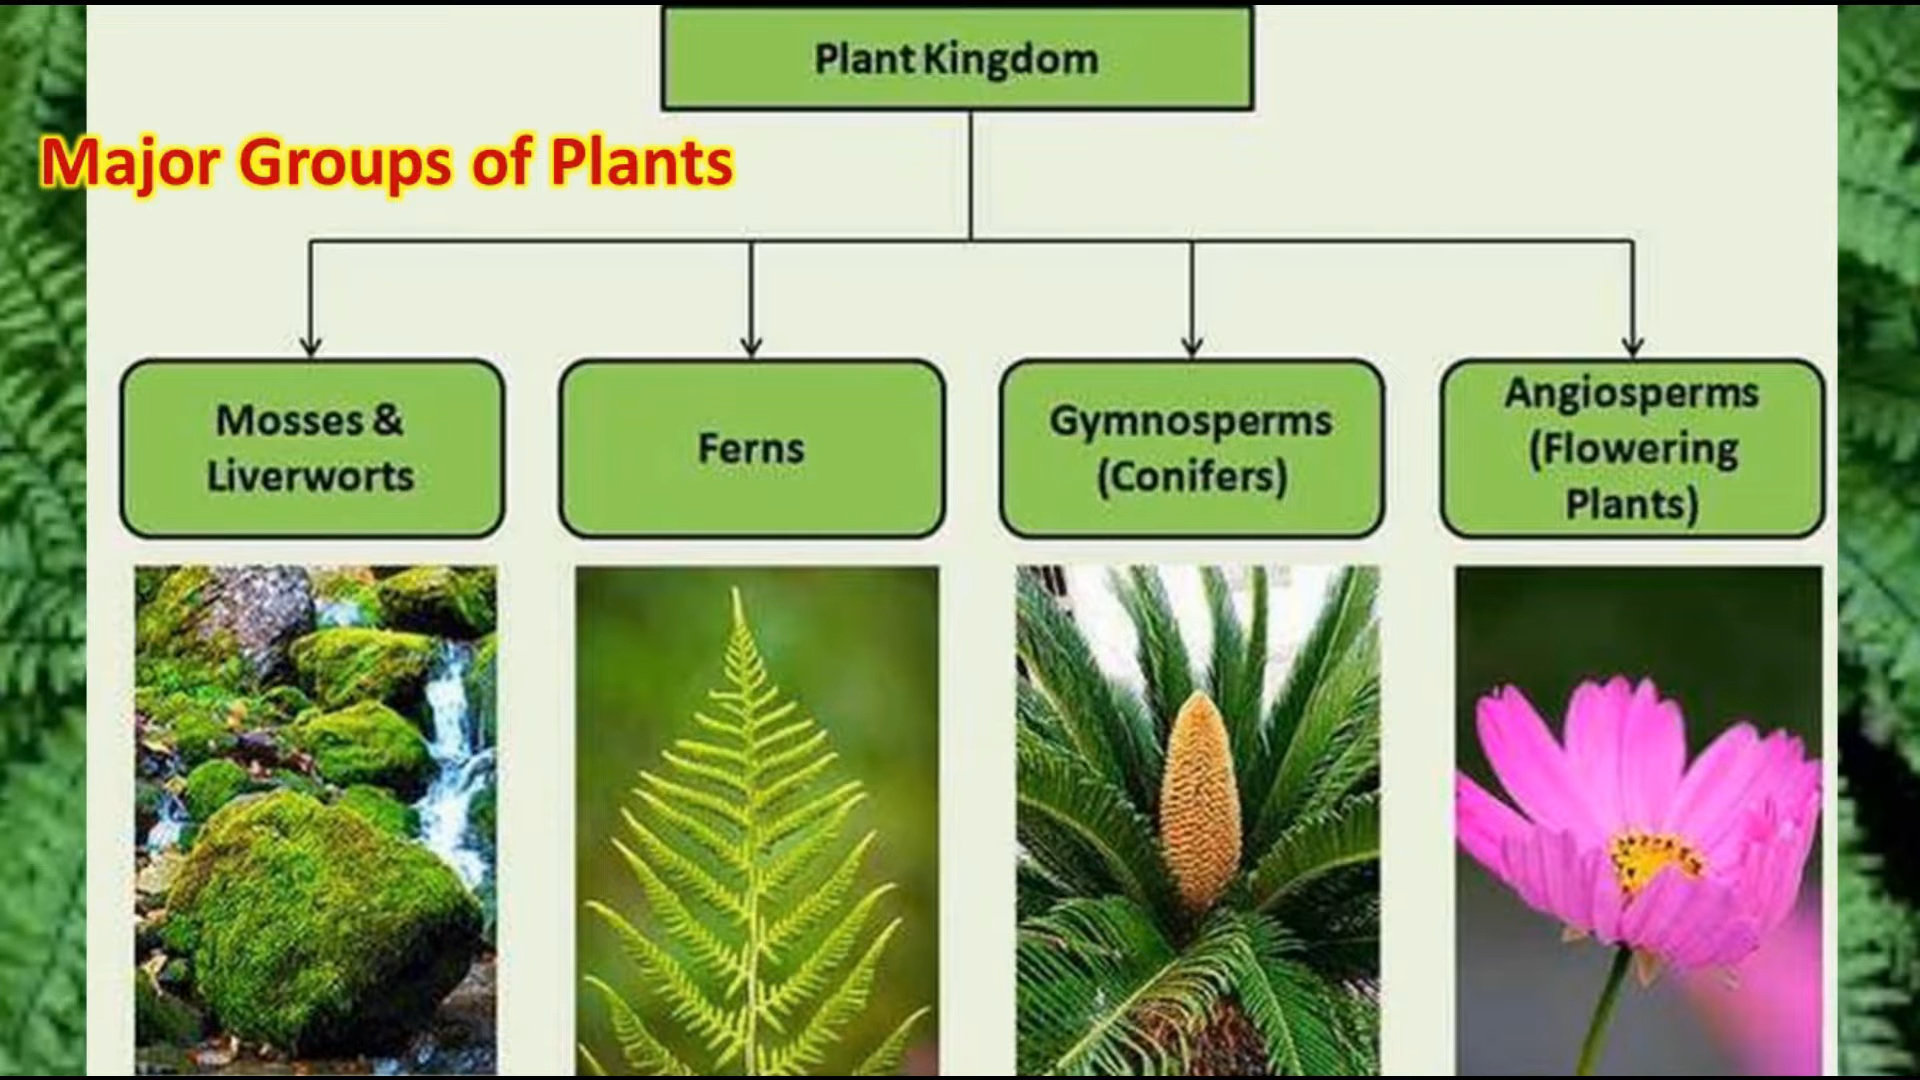 Plant Kingdom
Major Groups of Plants
Mosses &
Liverworts
Ferns
Gymnosperms
(Conifers)
Angiosperms
(Flowering
Plants)